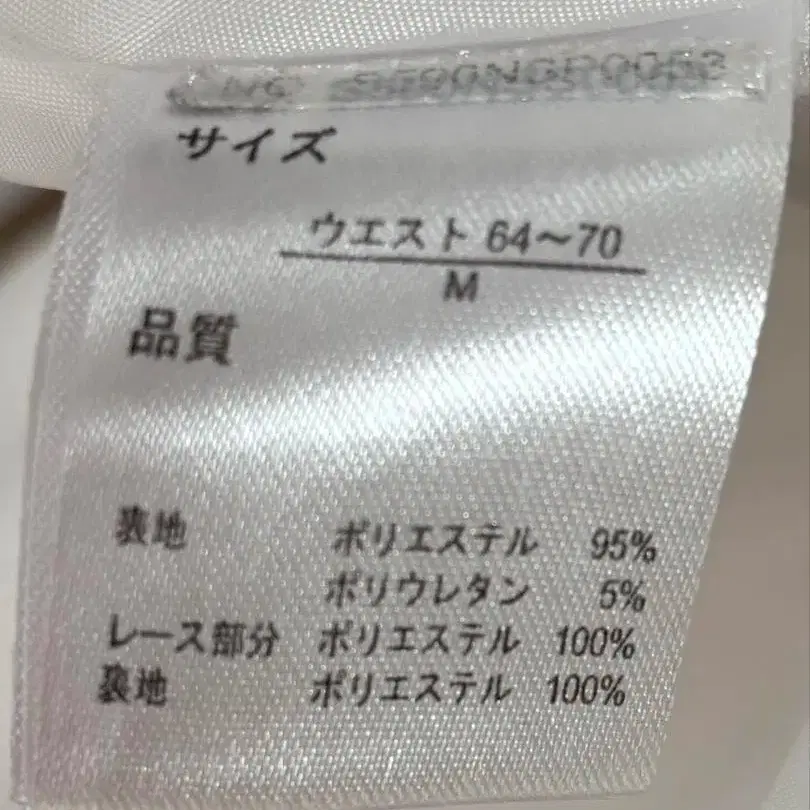 サイズ
ウエスト 64〜70
M
品質
表地 ポリエステル 95%
ポリウレタン 5%
レース部分 ポリエステル 100%
裏地 ポリエステル 100%